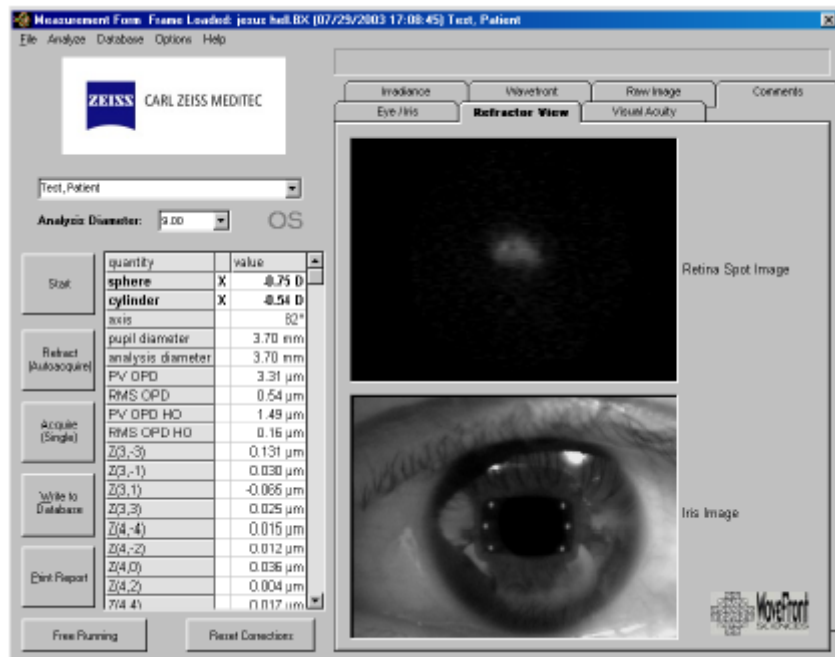 Measurement Form Frame Loaded: jesus hell.BX (07/29/2003 17:08:45) Test, Patient
File Analyze Database Options Help
ZEISS CARL ZEISS MEDITEC
Irradiance Wavefront Raw Image Comments
Eye /Iris Refractor View Visual Acuity
Test, Patient
Analysis Diameter: 9.00 OS
Start
Refract
(Autoacquire)
Acquire
(Single)
Write to
Database
Print Report
quantity value
sphere X -0.75 D
cylinder X -0.54 D
axis 82°
pupil diameter 3.70 mm
analysis diameter 3.70 mm
PV OPD 3.31 µm
RMS OPD 0.54 µm
PV OPD HO 1.49 µm
RMS OPD HO 0.16 µm
Z(3,-3) 0.131 µm
Z(3,-1) 0.030 µm
Z(3,1) -0.065 µm
Z(3,3) 0.025 µm
Z(4,-4) 0.015 µm
Z(4,-2) 0.012 µm
Z(4,0) 0.036 µm
Z(4,2) 0.004 µm
Z(4,4) 0.017 µm
Free Running Reset Corrections
Retina Spot Image
Iris Image
WaveFront
SCIENCES